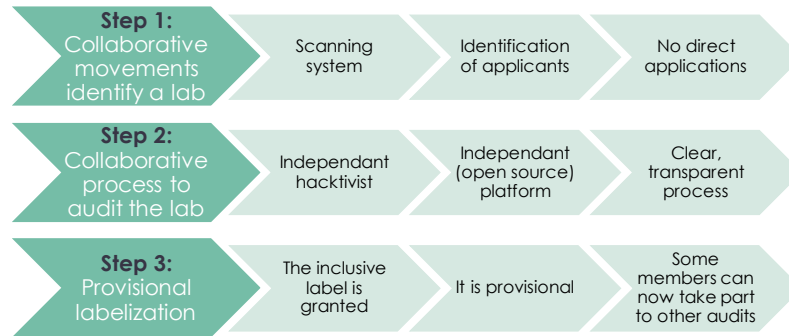 Step 1:
Collaborative
movements
identify a lab
Scanning
system
Identification
of applicants
No direct
applications
Step 2:
Collaborative
process to
audit the lab
Independant
hacktivist
Independant
(open source)
platform
Clear,
transparent
process
Step 3:
Provisional
labelization
The inclusive
label is
granted
It is provisional
Some
members can
now take part
to other audits